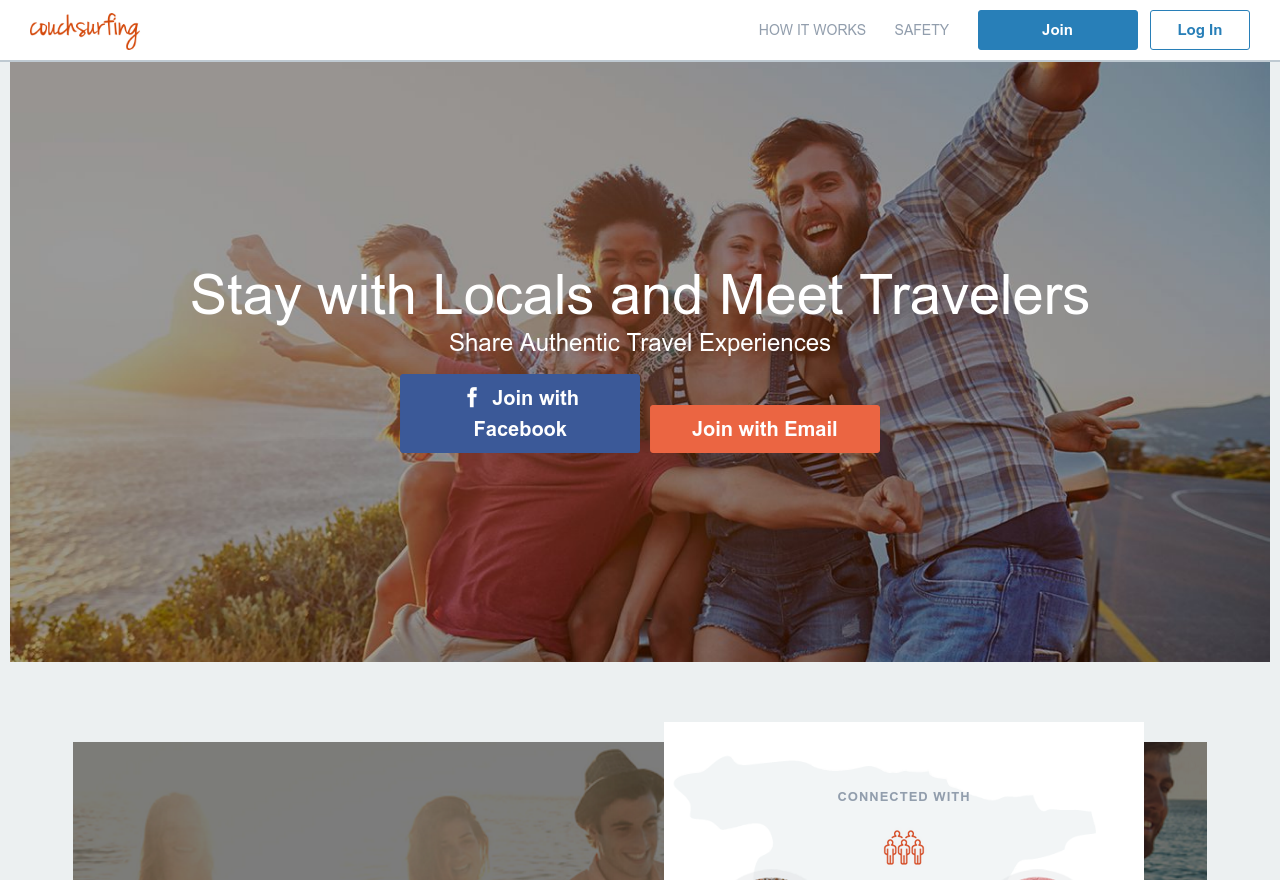 couchsurfing
HOW IT WORKS
SAFETY
Join
Log In
Stay with Locals and Meet Travelers
Share Authentic Travel Experiences
Join with
Facebook
Join with Email
CONNECTED WITH